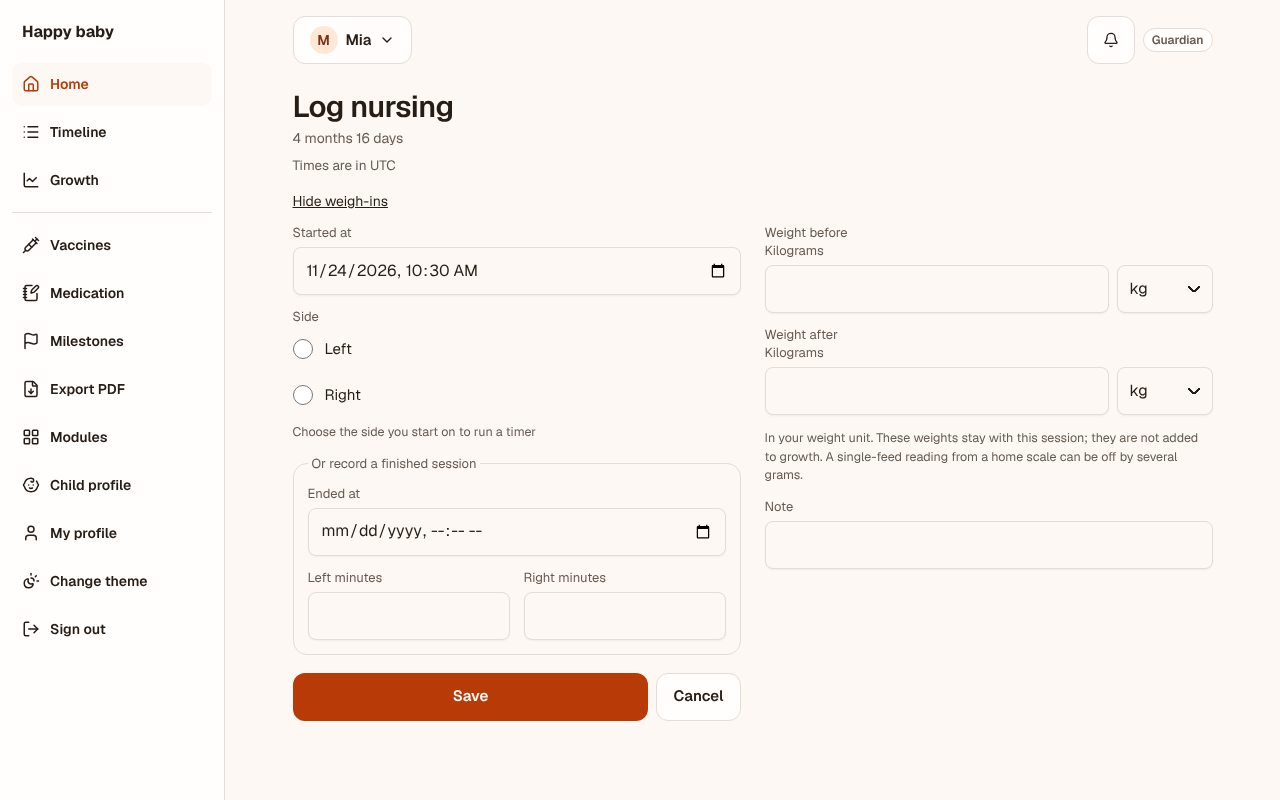 Happy baby
Home
Timeline
Growth
Vaccines
Medication
Milestones
Export PDF
Modules
Child profile
My profile
Change theme
Sign out
M Mia
Guardian
Log nursing
4 months 16 days
Times are in UTC
Hide weigh-ins
Started at
11/24/2026, 10:30 AM
Side
Left
Right
Choose the side you start on to run a timer
Or record a finished session
Ended at
mm/dd/yyyy, --:-- --
Left minutes
Right minutes
Save
Cancel
Weight before
Kilograms
kg
Weight after
Kilograms
kg
In your weight unit. These weights stay with this session; they are not added
to growth. A single-feed reading from a home scale can be off by several
grams.
Note